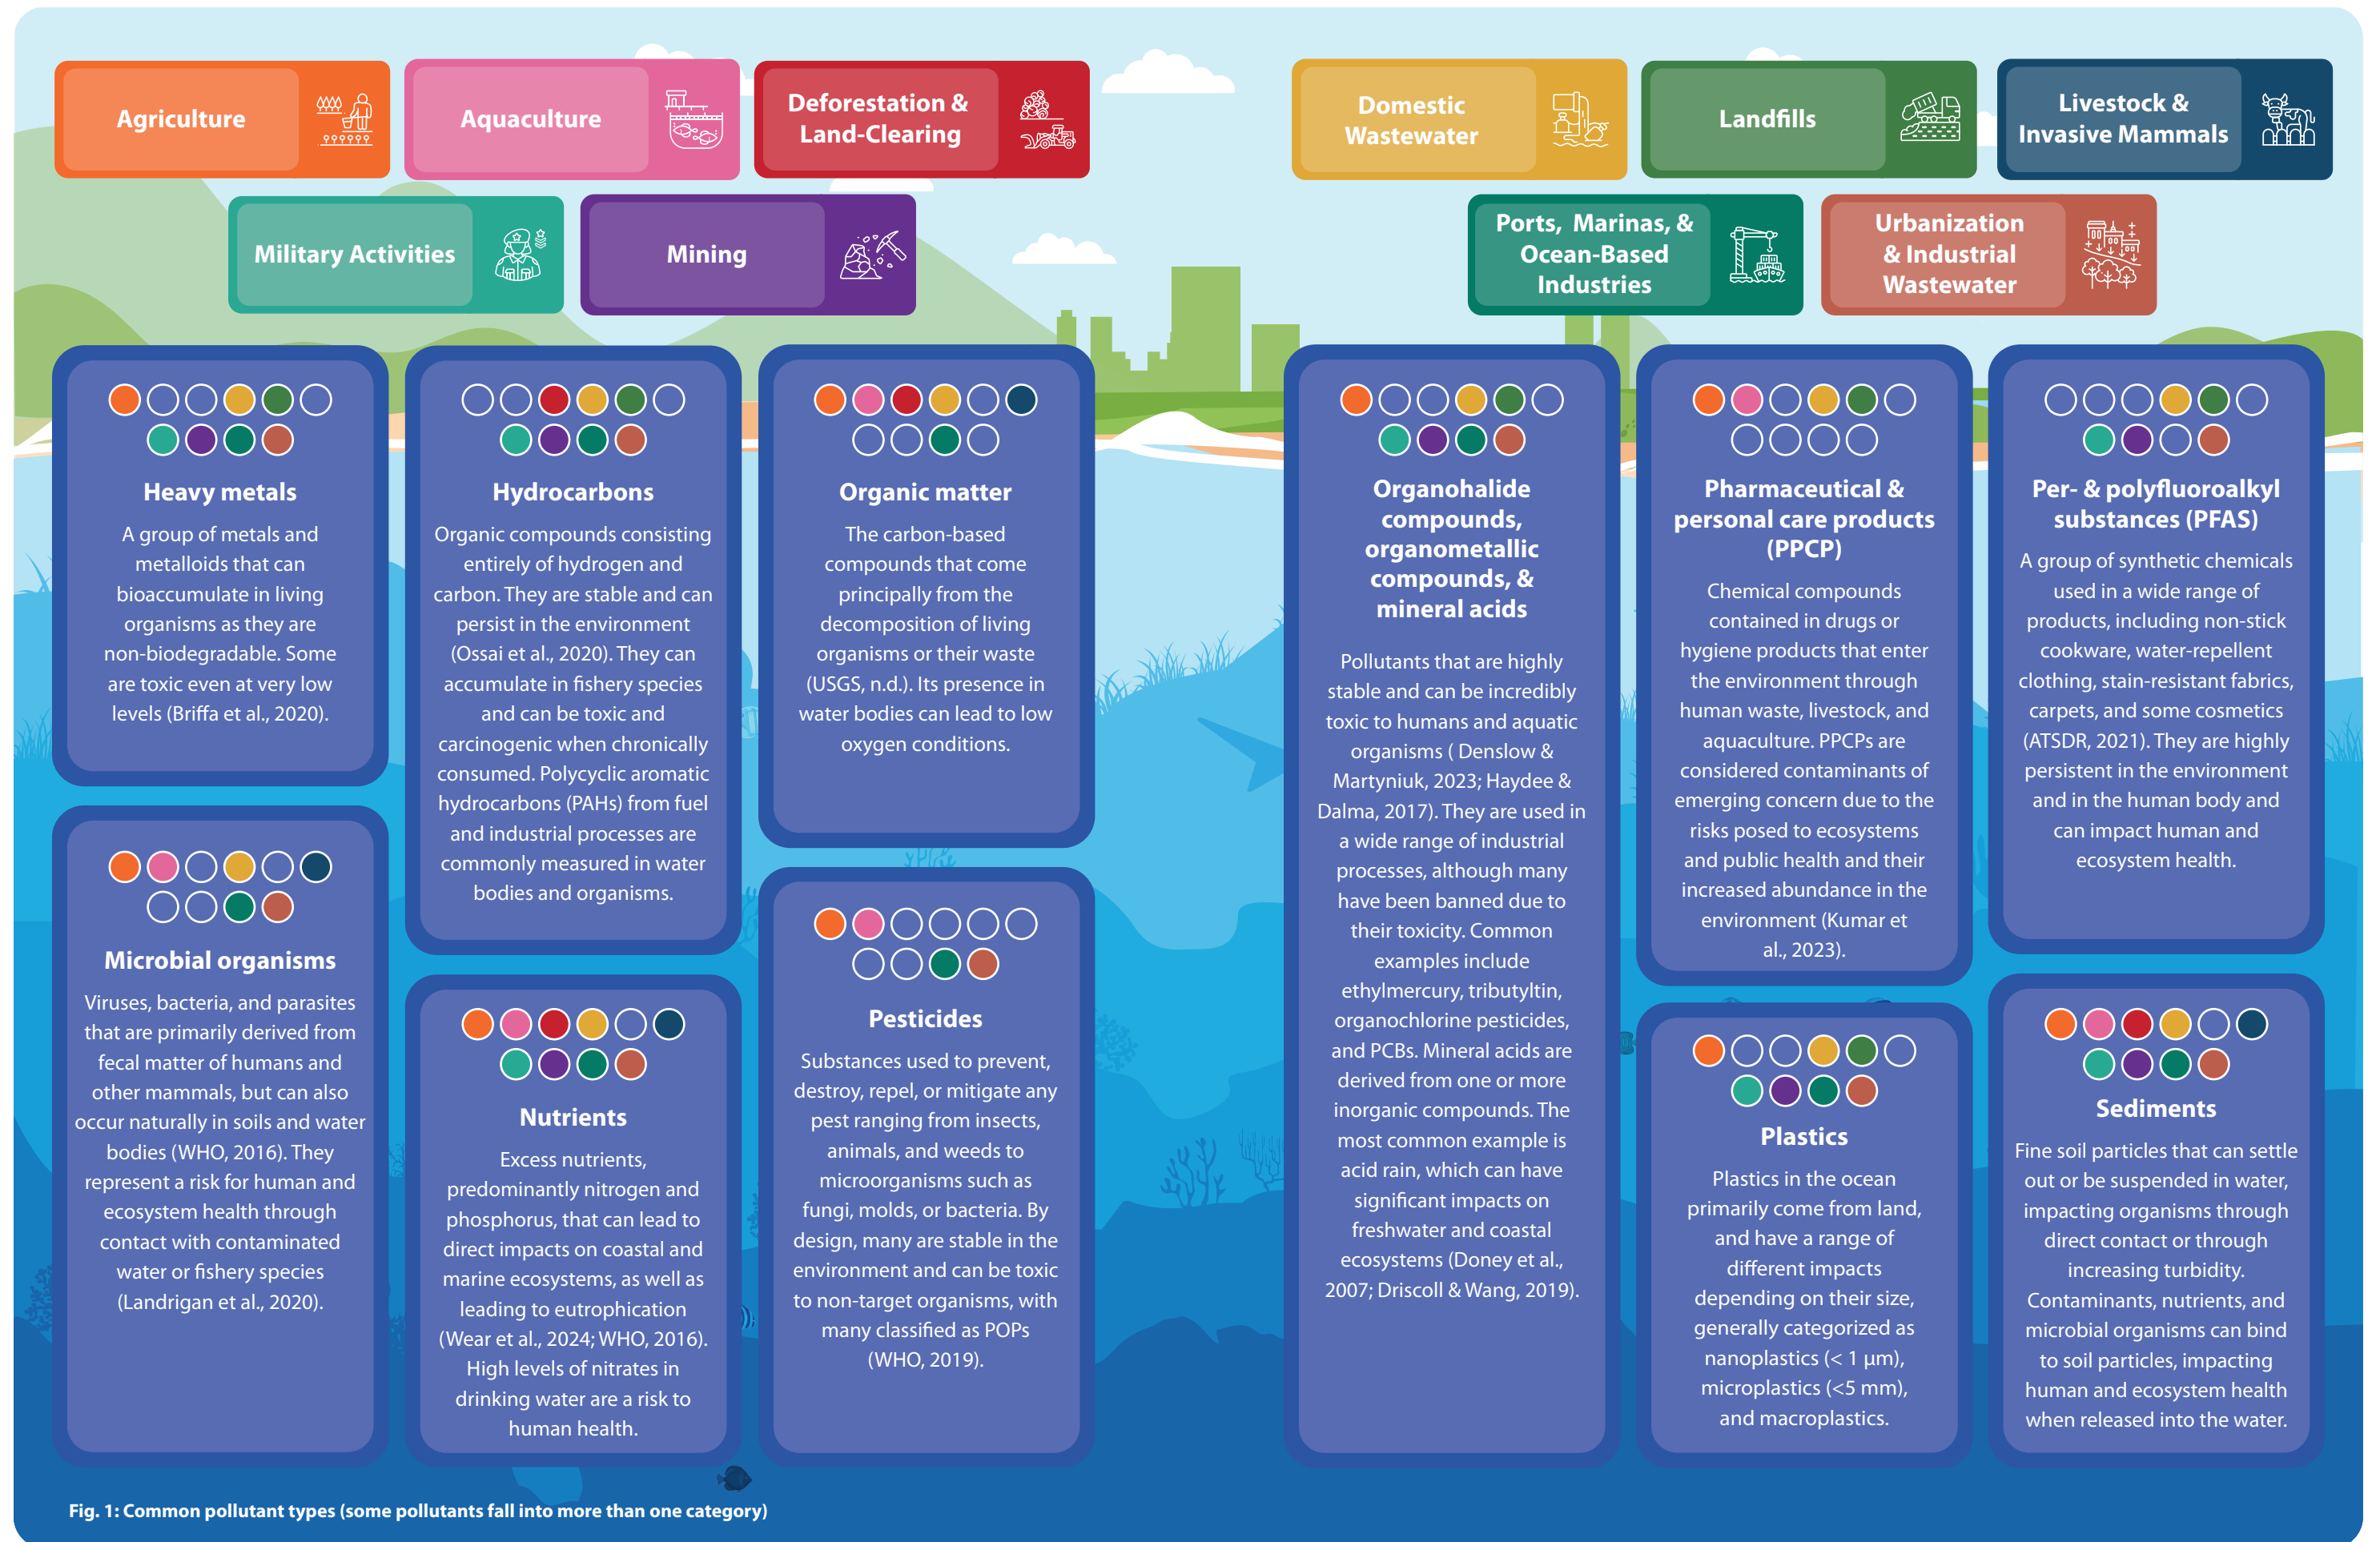 Agriculture
Aquaculture
Deforestation &
Land-Clearing
Domestic
Wastewater
Landfills
Livestock &
Invasive Mammals
Military Activities
Mining
Ports, Marinas, &
Ocean-Based
Industries
Urbanization
& Industrial
Wastewater
Heavy metals
A group of metals and
metalloids that can
bioaccumulate in living
organisms as they are
non-biodegradable. Some
are toxic even at very low
levels (Briffa et al., 2020).
Microbial organisms
Viruses, bacteria, and parasites
that are primarily derived from
fecal matter of humans and
other mammals, but can also
occur naturally in soils and water
bodies (WHO, 2016). They
represent a risk for human and
ecosystem health through
contact with contaminated
water or fishery species
(Landrigan et al., 2020).
Hydrocarbons
Organic compounds consisting
entirely of hydrogen and
carbon. They are stable and can
persist in the environment
(Ossai et al., 2020). They can
accumulate in fishery species
and can be toxic and
carcinogenic when chronically
consumed. Polycyclic aromatic
hydrocarbons (PAHs) from fuel
and industrial processes are
commonly measured in water
bodies and organisms.
Nutrients
Excess nutrients,
predominantly nitrogen and
phosphorus, that can lead to
direct impacts on coastal and
marine ecosystems, as well as
leading to eutrophication
(Wear et al., 2024; WHO, 2016).
High levels of nitrates in
drinking water are a risk to
human health.
Organic matter
The carbon-based
compounds that come
principally from the
decomposition of living
organisms or their waste
(USGS, n.d.). Its presence in
water bodies can lead to low
oxygen conditions.
Pesticides
Substances used to prevent,
destroy, repel, or mitigate any
pest ranging from insects,
animals, and weeds to
microorganisms such as
fungi, molds, or bacteria. By
design, many are stable in the
environment and can be toxic
to non-target organisms, with
many classified as POPs
(WHO, 2019).
Organohalide
compounds,
organometallic
compounds, &
mineral acids
Pollutants that are highly
stable and can be incredibly
toxic to humans and aquatic
organisms ( Denslow &
Martyniuk, 2023; Haydee &
Dalma, 2017). They are used in
a wide range of industrial
processes, although many
have been banned due to
their toxicity. Common
examples include
ethylmercury, tributyltin,
organochlorine pesticides,
and PCBs. Mineral acids are
derived from one or more
inorganic compounds. The
most common example is
acid rain, which can have
significant impacts on
freshwater and coastal
ecosystems (Doney et al.,
2007; Driscoll & Wang, 2019).
Pharmaceutical &
personal care products
(PPCP)
Chemical compounds
contained in drugs or
hygiene products that enter
the environment through
human waste, livestock, and
aquaculture. PPCPs are
considered contaminants of
emerging concern due to the
risks posed to ecosystems
and public health and their
increased abundance in the
environment (Kumar et
al., 2023).
Plastics
Plastics in the ocean
primarily come from land,
and have a range of
different impacts
depending on their size,
generally categorized as
nanoplastics (< 1 µm),
microplastics (<5 mm),
and macroplastics.
Per- & polyfluoroalkyl
substances (PFAS)
A group of synthetic chemicals
used in a wide range of
products, including non-stick
cookware, water-repellent
clothing, stain-resistant fabrics,
carpets, and some cosmetics
(ATSDR, 2021). They are highly
persistent in the environment
and in the human body and
can impact human and
ecosystem health.
Sediments
Fine soil particles that can settle
out or be suspended in water,
impacting organisms through
direct contact or through
increasing turbidity.
Contaminants, nutrients, and
microbial organisms can bind
to soil particles, impacting
human and ecosystem health
when released into the water.
Fig. 1: Common pollutant types (some pollutants fall into more than one category)